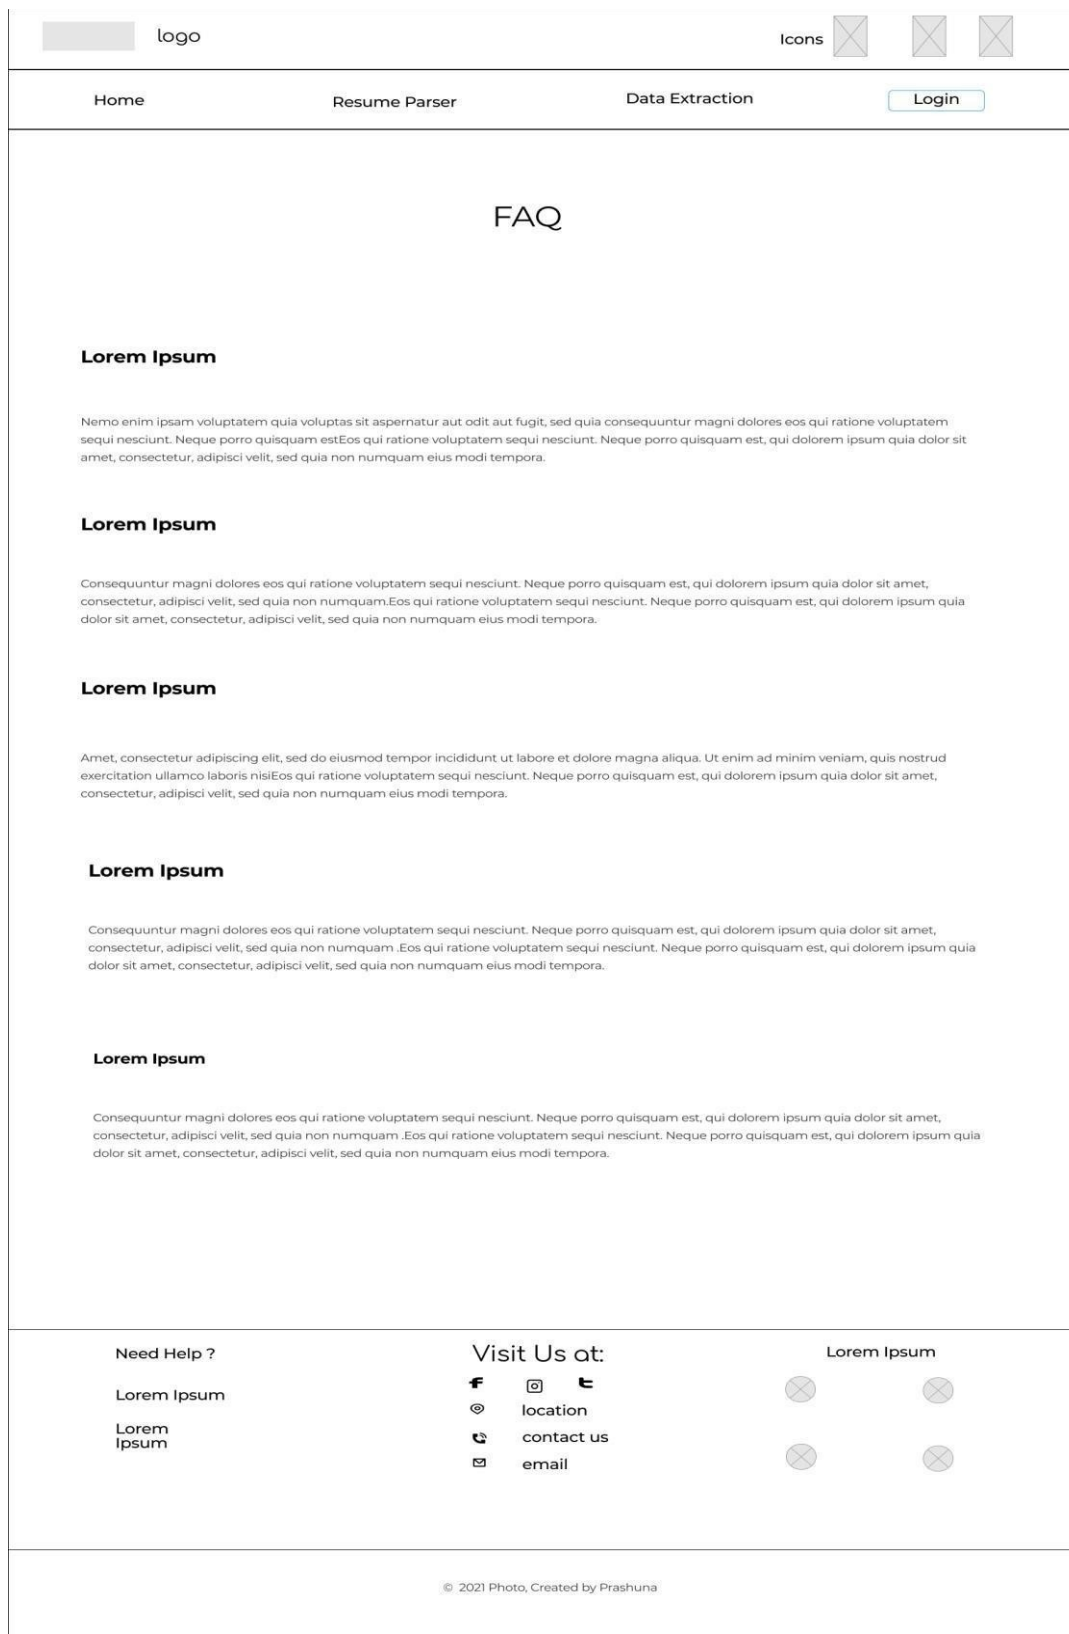 logo
Icons
Home
Resume Parser
Data Extraction
Login
FAQ
Lorem Ipsum
Nemo enim ipsam voluptatem quia voluptas sit aspernatur aut odit aut fugit, sed quia consequuntur magni dolores eos qui ratione voluptatem
sequi nesciunt. Neque porro quisquam estEos qui ratione voluptatem sequi nesciunt. Neque porro quisquam est, qui dolorem ipsum quia dolor sit
amet, consectetur, adipisci velit, sed quia non numquam eius modi tempora.
Lorem Ipsum
Consequuntur magni dolores eos qui ratione voluptatem sequi nesciunt. Neque porro quisquam est, qui dolorem ipsum quia dolor sit amet,
consectetur, adipisci velit, sed quia non numquam.Eos qui ratione voluptatem sequi nesciunt. Neque porro quisquam est, qui dolorem ipsum quia
dolor sit amet, consectetur, adipisci velit, sed quia non numquam eius modi tempora.
Lorem Ipsum
Amet, consectetur adipiscing elit, sed do eiusmod tempor incididunt ut labore et dolore magna aliqua. Ut enim ad minim veniam, quis nostrud
exercitation ullamco laboris nisiEos qui ratione voluptatem sequi nesciunt. Neque porro quisquam est, qui dolorem ipsum quia dolor sit amet,
consectetur, adipisci velit, sed quia non numquam eius modi tempora.
Lorem Ipsum
Consequuntur magni dolores eos qui ratione voluptatem sequi nesciunt. Neque porro quisquam est, qui dolorem ipsum quia dolor sit amet,
consectetur, adipisci velit, sed quia non numquam .Eos qui ratione voluptatem sequi nesciunt. Neque porro quisquam est, qui dolorem ipsum quia
dolor sit amet, consectetur, adipisci velit, sed quia non numquam eius modi tempora.
Lorem Ipsum
Consequuntur magni dolores eos qui ratione voluptatem sequi nesciunt. Neque porro quisquam est, qui dolorem ipsum quia dolor sit amet,
consectetur, adipisci velit, sed quia non numquam .Eos qui ratione voluptatem sequi nesciunt. Neque porro quisquam est, qui dolorem ipsum quia
dolor sit amet, consectetur, adipisci velit, sed quia non numquam eius modi tempora.
Need Help ?
Lorem Ipsum
Lorem
Ipsum
Visit Us at:
location
contact us
email
Lorem Ipsum
© 2021 Photo, Created by Prashuna